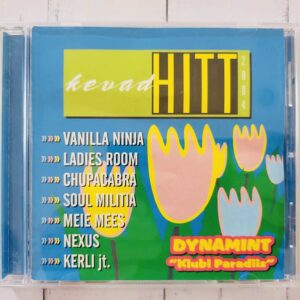 kevad HITT 2004
»»» VANILLA NINJA
»»» LADIES ROOM
»»» CHUPACABRA
»»» SOUL MILITIA
»»» MEIE MEES
»»» NEXUS
»»» KERLI jt.
DYNAMINT
"Klubi Paradiis"